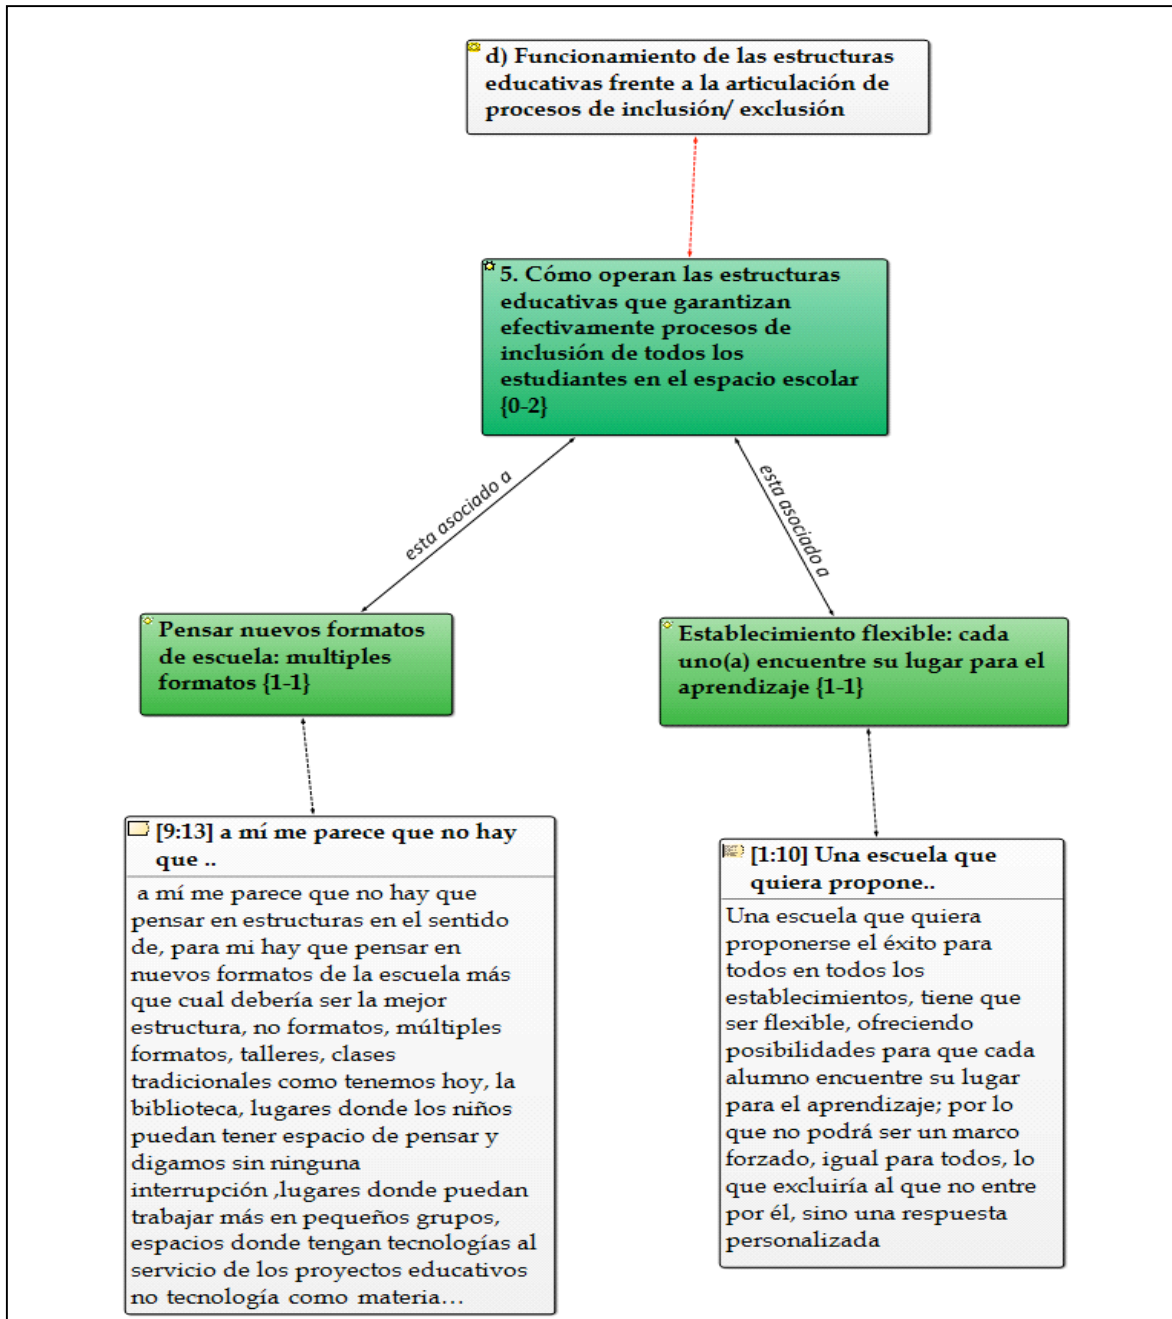 d) Funcionamiento de las estructuras
educativas frente a la articulación de
procesos de inclusión/ exclusión
5. Cómo operan las estructuras
educativas que garantizan
efectivamente procesos de
inclusión de todos los
estudiantes en el espacio escolar
{0-2}
esta asociado a
esta asociado a
Pensar nuevos formatos
de escuela: multiples
formatos {1-1}
Establecimiento flexible: cada
uno(a) encuentre su lugar para el
aprendizaje {1-1}
[9:13] a mí me parece que no hay
que ..
a mí me parece que no hay que
pensar en estructuras en el sentido
de, para mi hay que pensar en
nuevos formatos de la escuela más
que cual debería ser la mejor
estructura, no formatos, múltiples
formatos, talleres, clases
tradicionales como tenemos hoy, la
biblioteca, lugares donde los niños
puedan tener espacio de pensar y
digamos sin ninguna
interrupción ,lugares donde puedan
trabajar más en pequeños grupos,
espacios donde tengan tecnologías al
servicio de los proyectos educativos
no tecnología como materia...
[1:10] Una escuela que
quiera propone..
Una escuela que quiera
proponerse el éxito para
todos en todos los
establecimientos, tiene que
ser flexible, ofreciendo
posibilidades para que cada
alumno encuentre su lugar
para el aprendizaje; por lo
que no podrá ser un marco
forzado, igual para todos, lo
que excluiría al que no entre
por él, sino una respuesta
personalizada